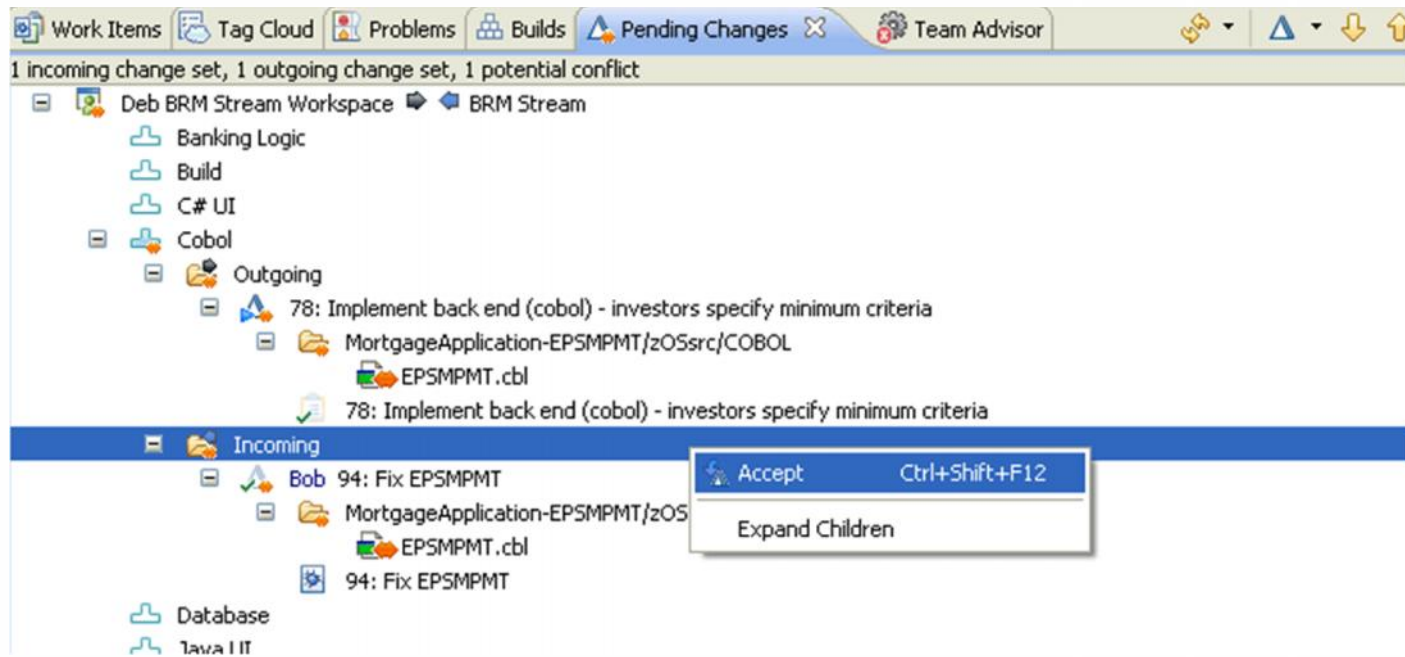 Work Items Tag Cloud Problems Builds Pending Changes Team Advisor
1 incoming change set, 1 outgoing change set, 1 potential conflict
Deb BRM Stream Workspace BRM Stream
Banking Logic
Build
C# UI
Cobol
Outgoing
78: Implement back end (cobol) - investors specify minimum criteria
MortgageApplication-EPSMPMT/zOSsrc/COBOL
EPSMPMT.cbl
78: Implement back end (cobol) - investors specify minimum criteria
Incoming
Accept Ctrl+Shift+F12
Bob 94: Fix EPSMPMT
MortgageApplication-EPSMPMT/zOS
Expand Children
EPSMPMT.cbl
94: Fix EPSMPMT
Database
Java UI